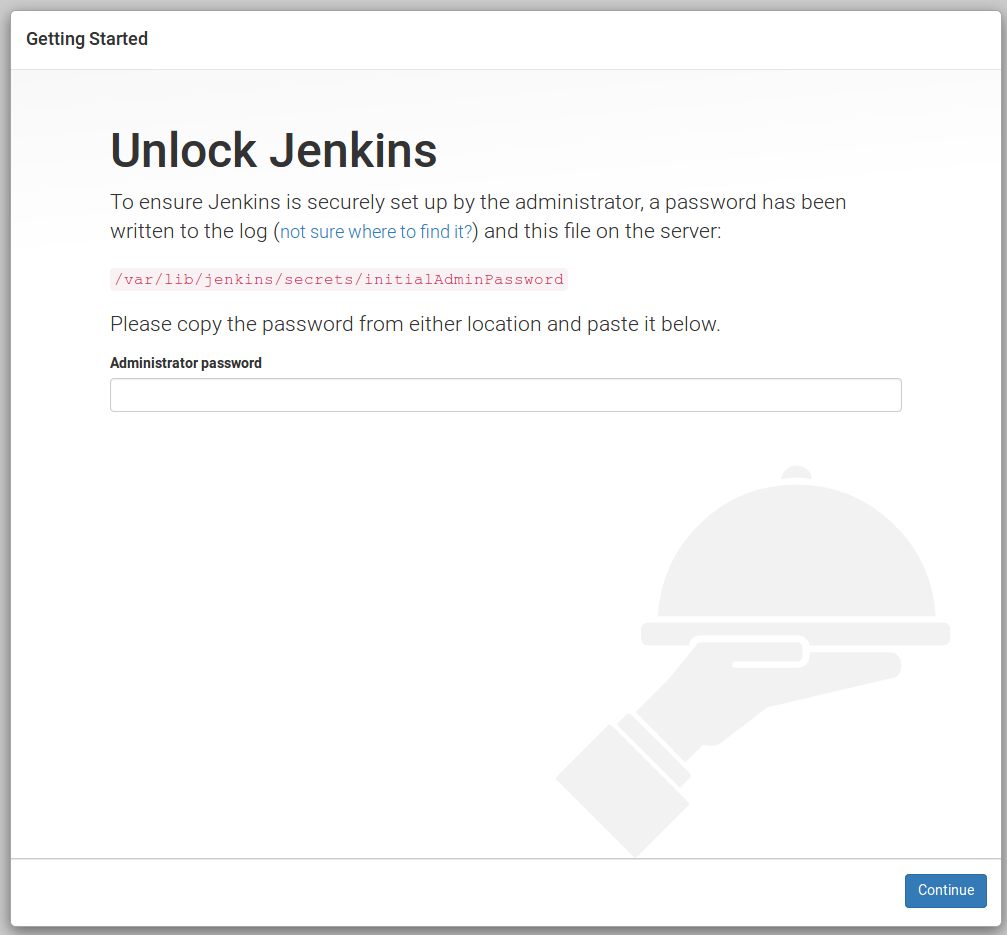 Getting Started
Unlock Jenkins
To ensure Jenkins is securely set up by the administrator, a password has been
written to the log (not sure where to find it?) and this file on the server:
/var/lib/jenkins/secrets/initialAdminPassword
Please copy the password from either location and paste it below.
Administrator password
Continue